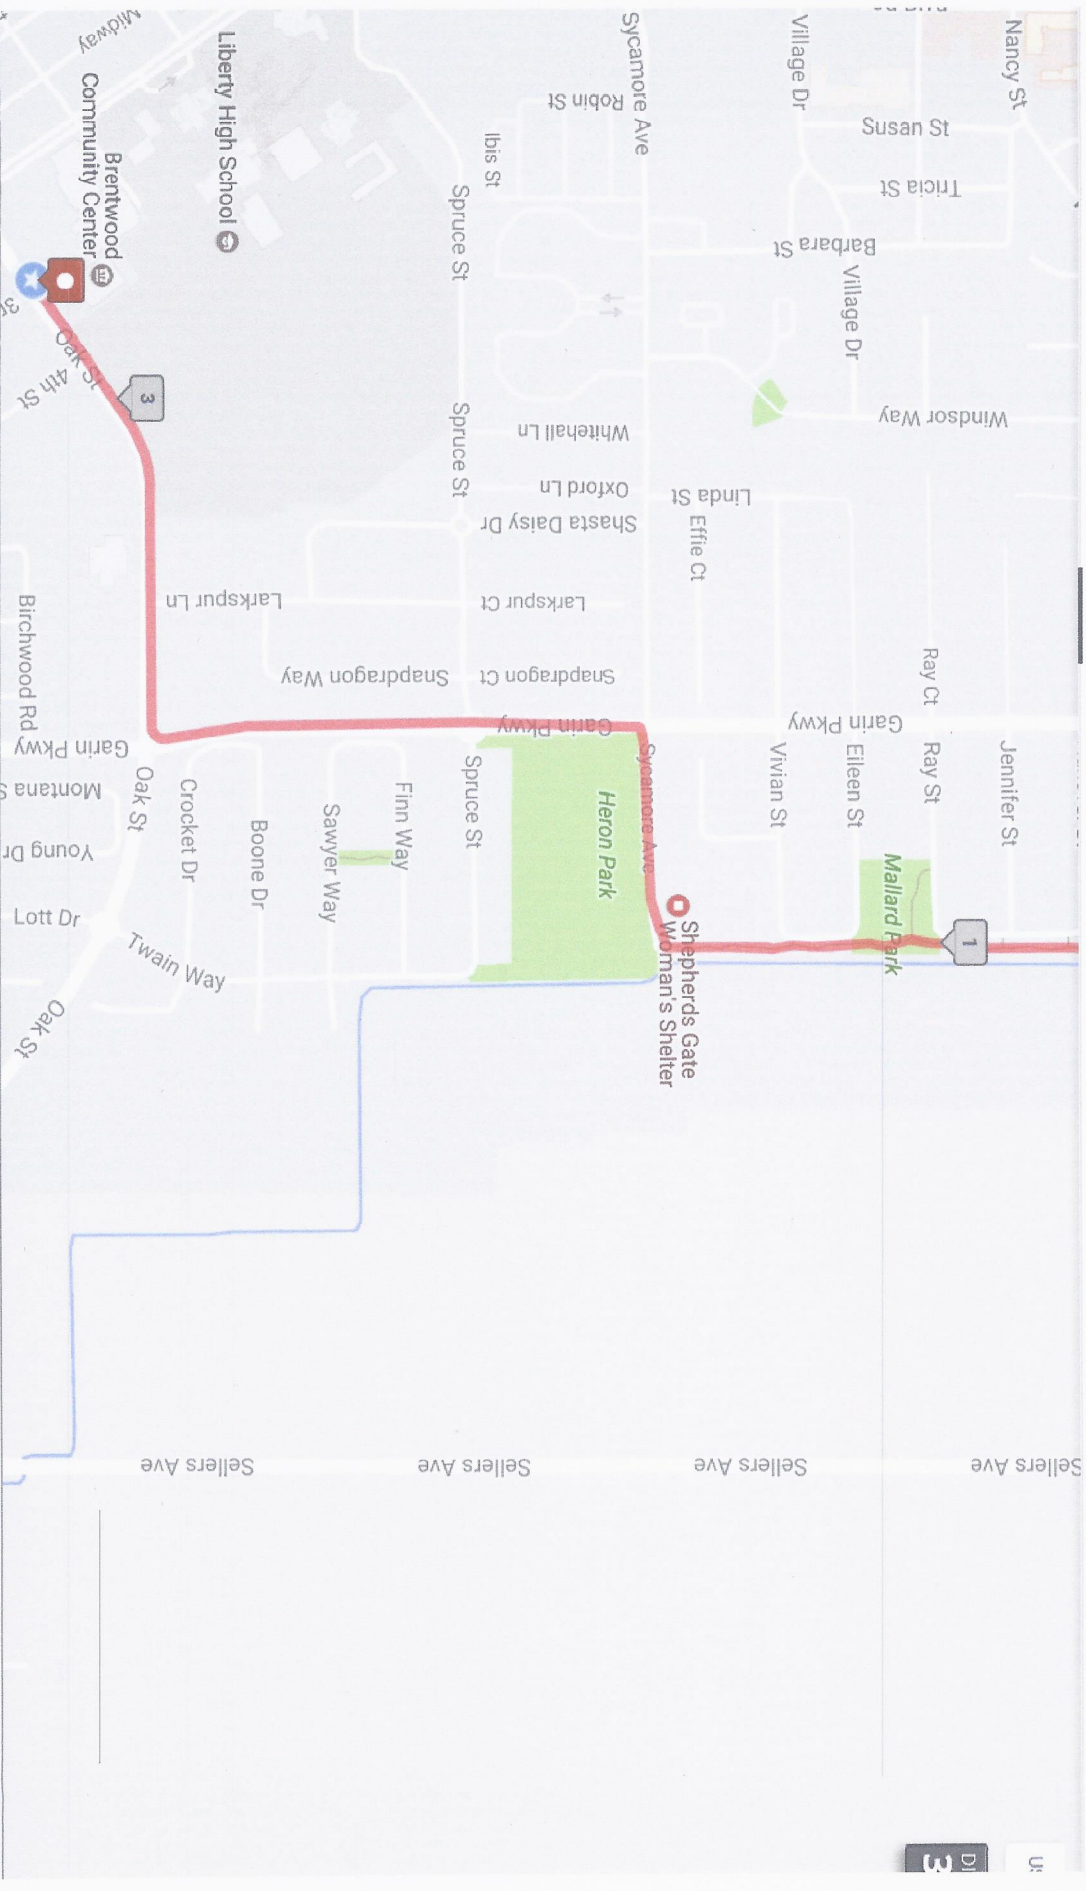 Midway
Liberty High School
Brentwood
Community Center
Oak St
4th St
3
Sycamore Ave
Robin St
Ibis St
Spruce St
Village Dr
Nancy St
Susan St
Tricia St
Barbara St
Village Dr
Windsor Way
Whitehall Ln
Spruce St
Oxford Ln
Linda St
Shasta Daisy Dr
Effie Ct
Larkspur Ln
Larkspur Ct
Birchwood Rd
Snapdragon Way
Snapdragon Ct
Ray Ct
Garin Pkwy
Garin Pkwy
Garin Pkwy
Montana S
Young Dr
Lott Dr
Oak St
Crocket Dr
Boone Dr
Sawyer Way
Finn Way
Spruce St
Heron Park
Sycamore Ave
Vivian St
Eileen St
Ray St
Jennifer St
Mallard Park
1
Shepherds Gate
Woman's Shelter
Twain Way
Oak St
Sellers Ave
Sellers Ave
Sellers Ave
Sellers Ave
DI
3